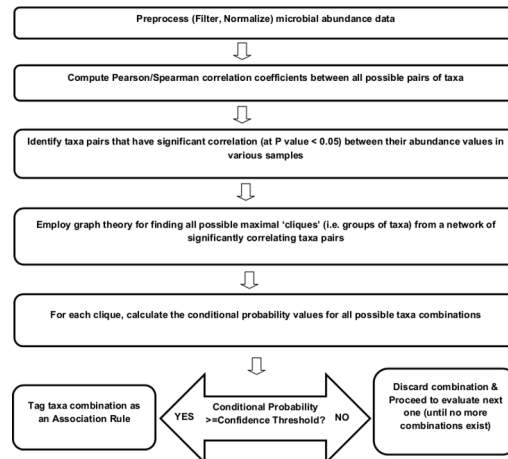 Preprocess (Filter, Normalize) microbial abundance data
Compute Pearson/Spearman correlation coefficients between all possible pairs of taxa
Identify taxa pairs that have significant correlation (at P value < 0.05) between their abundance values in
various samples
Employ graph theory for finding all possible maximal ‘cliques’ (i.e. groups of taxa) from a network of
significantly correlating taxa pairs
For each clique, calculate the conditional probability values for all possible taxa combinations
Tag taxa combination as
an Association Rule
YES
Conditional Probability
>=Confidence Threshold?
NO
Discard combination &
Proceed to evaluate next
one (until no more
combinations exist)